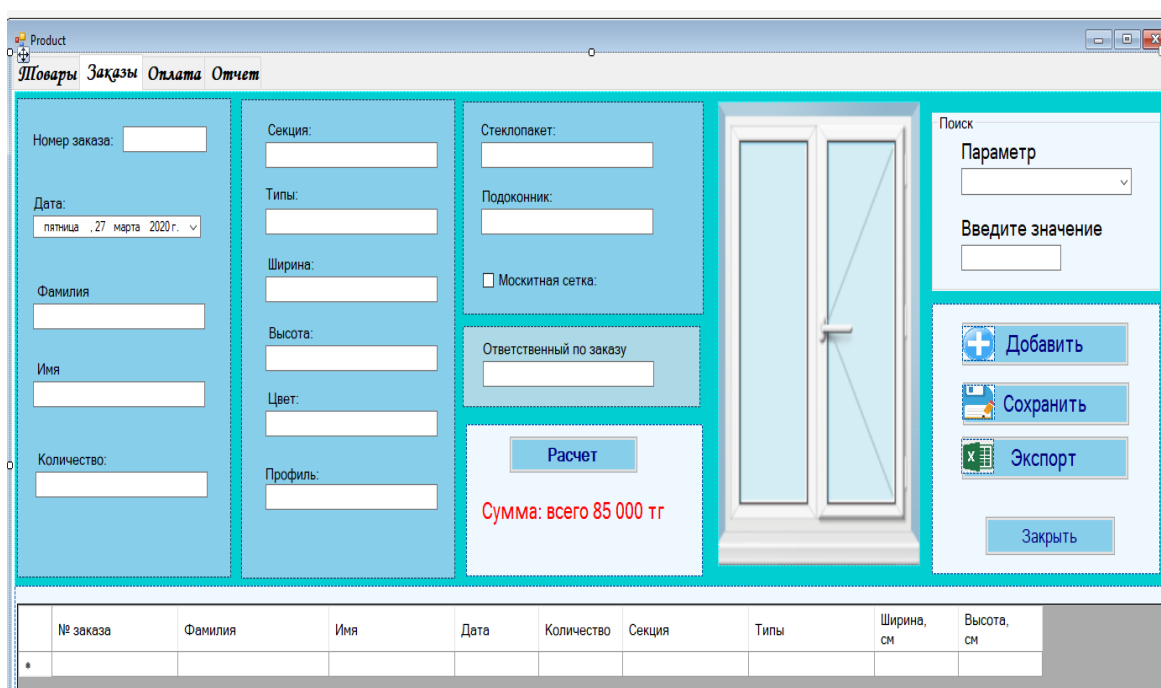 Product
Товары Заказы Оплата Отчет
Номер заказа:
Дата:
пятница , 27 марта 2020 г.
Фамилия
Имя
Количество:
Секция:
Типы:
Ширина:
Высота:
Цвет:
Профиль:
Стеклопакет:
Подоконник:
Москитная сетка:
Ответственный по заказу
Расчет
Сумма: всего 85 000 тг
Поиск
Параметр
Введите значение
Добавить
Сохранить
Экспорт
Закрыть
№ заказа Фамилия Имя Дата Количество Секция Типы Ширина, см Высота, см